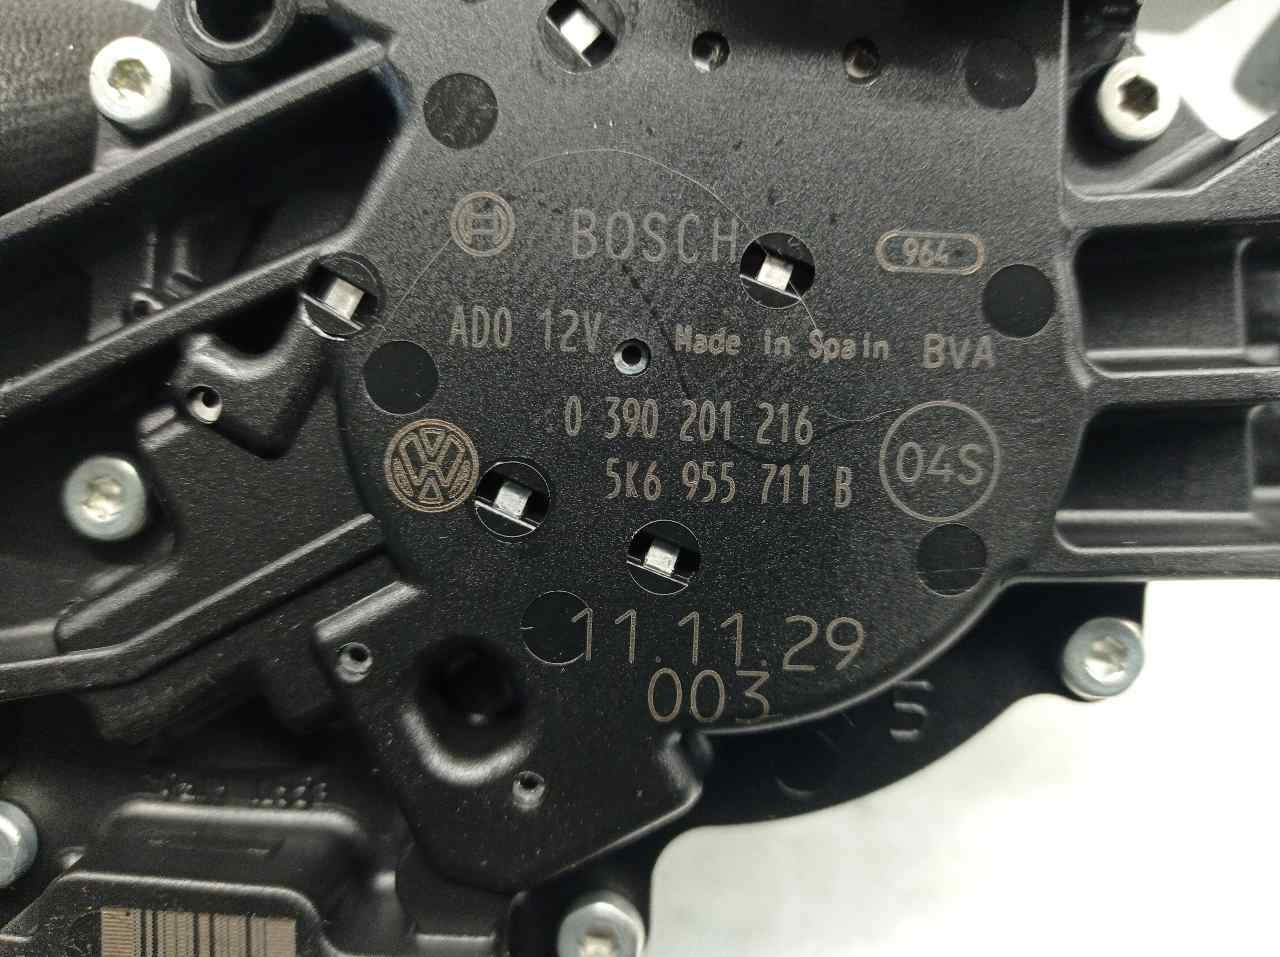 BOSCH 964
ADO 12V Made in Spain BVA
0 390 201 216
5K6 955 711 B 04S
11.11.29
003
5